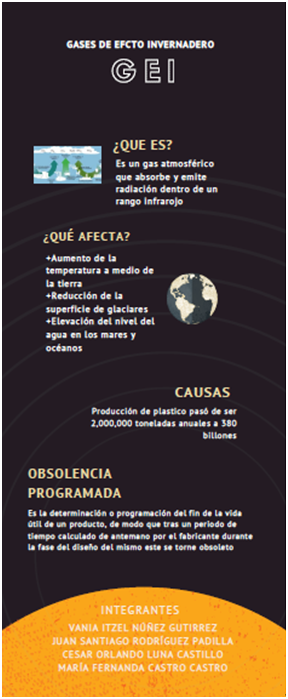 GASES DE EFCTO INVERNADERO
GEI
¿QUE ES?
Es un gas atmosférico
que absorbe y emite
radiación dentro de un
rango infrarojo
¿QUÉ AFECTA?
+Aumento de la
temperatura a medio de
la tierra
+Reducción de la
superficie de glaciares
+Elevación del nivel del
agua en los mares y
océanos
CAUSAS
Producción de plastico pasó de ser
2,000,000 toneladas anuales a 380
billones
OBSOLENCIA
PROGRAMADA
Es la determinación o programación del fin de la vida
útil de un producto, de modo que tras un periodo de
tiempo calculado de antemano por el fabricante durante
la fase del diseño del mismo este se torne obsoleto
INTEGRANTES
VANIA ITZEL NÚÑEZ GUTIRREZ
JUAN SANTIAGO RODRÍGUEZ PADILLA
CESAR ORLANDO LUNA CASTILLO
MARÍA FERNANDA CASTRO CASTRO